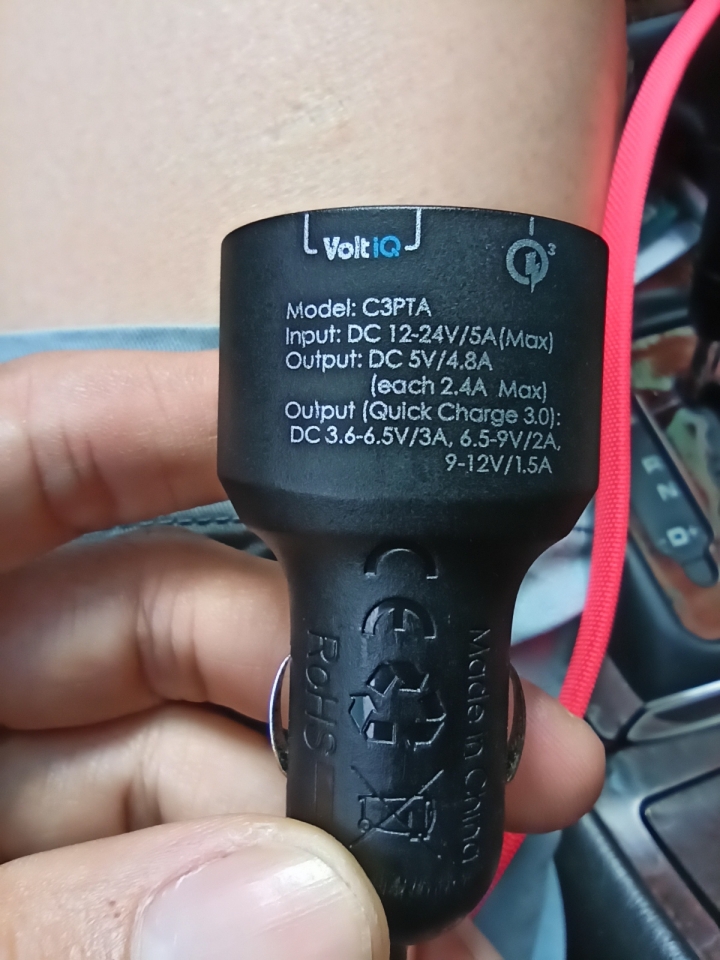 VoltiQ
3
Model: C3PTA
Input: DC 12-24V/5A(Max)
Output: DC 5V/4.8A
(each 2.4A Max)
Output (Quick Charge 3.0):
DC 3.6-6.5V/3A, 6.5-9V/2A,
9-12V/1.5A
CE
RoHS
Made in China
R
N
D